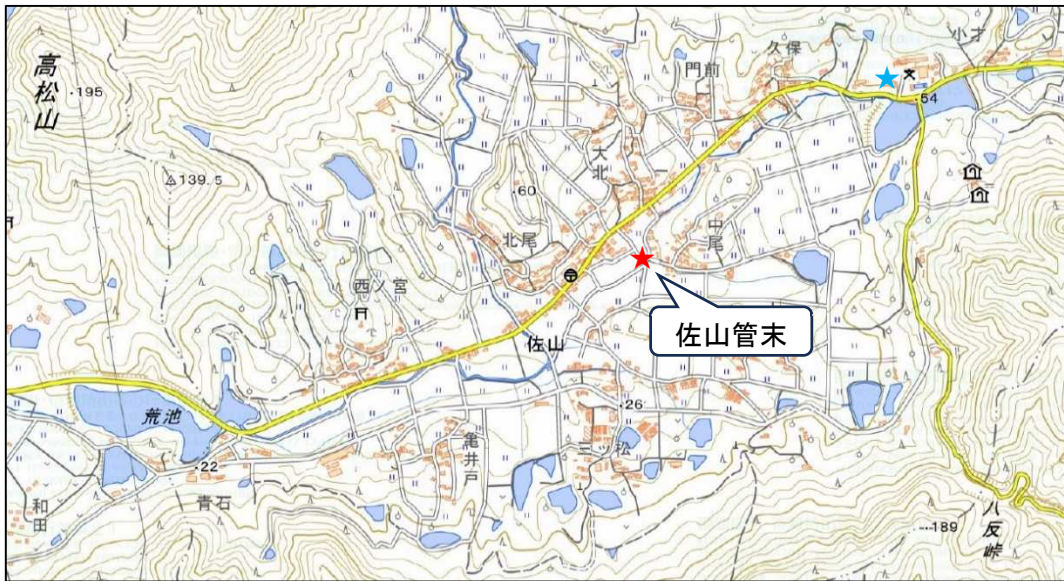 高松山
195
139.5
久保
小才
門前
54
大北
60
北尾
中尾
西ノ宮
佐山
佐山管末
荒池
26
三ッ松
亀井戸
22
青石
和田
八反峠
189